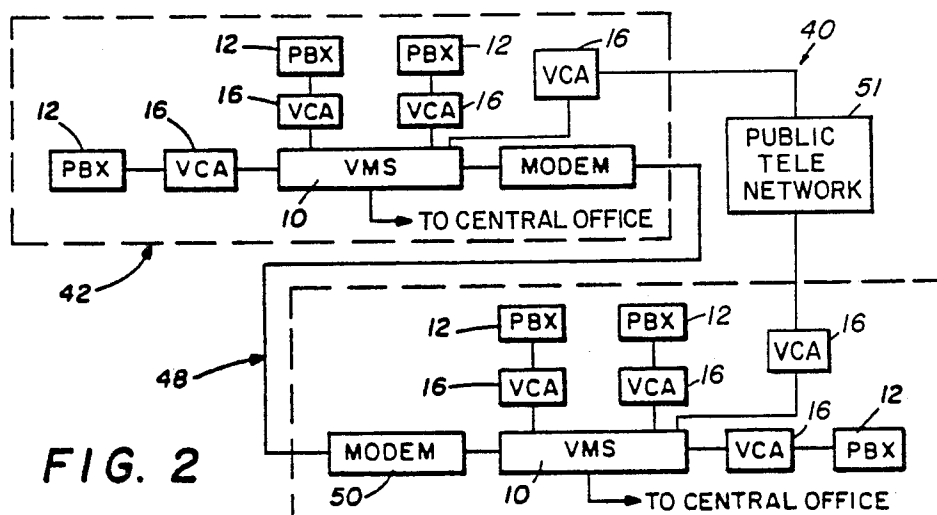 12 PBX
PBX 12
16
VCA
40
16 VCA
VCA 16
51
PUBLIC
TELE
NETWORK
12
16
PBX
VCA
VMS
MODEM
10
TO CENTRAL OFFICE
42
12 PBX
PBX 12
16
VCA
48
16 VCA
VCA 16
12
16
MODEM
VMS
VCA
PBX
FIG. 2
50
10
TO CENTRAL OFFICE